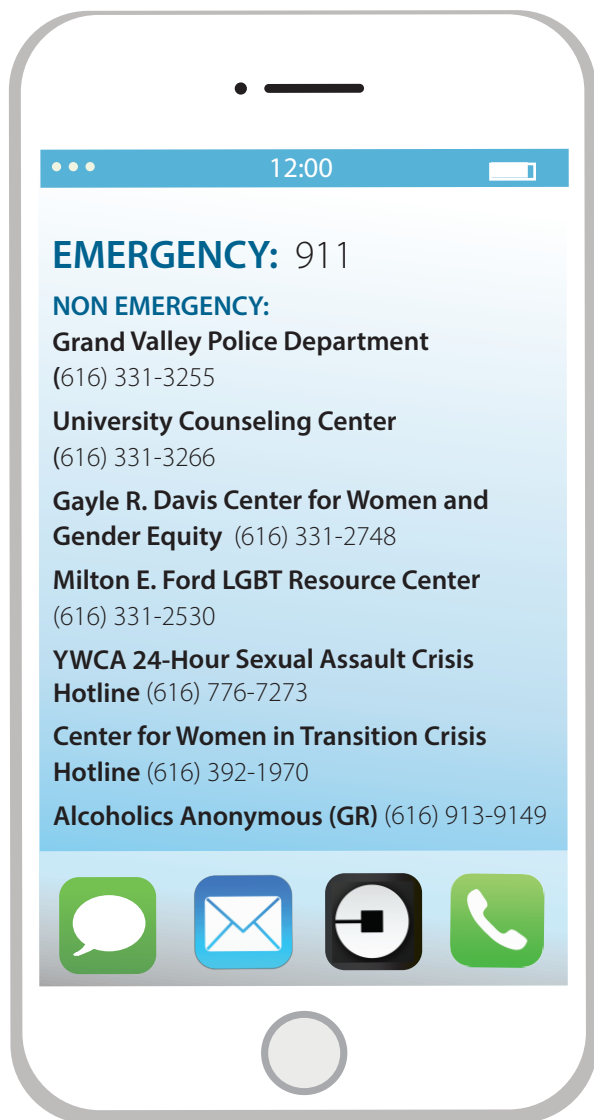 12:00
EMERGENCY: 911
NON EMERGENCY:
Grand Valley Police Department
(616) 331-3255
University Counseling Center
(616) 331-3266
Gayle R. Davis Center for Women and
Gender Equity (616) 331-2748
Milton E. Ford LGBT Resource Center
(616) 331-2530
YWCA 24-Hour Sexual Assault Crisis
Hotline (616) 776-7273
Center for Women in Transition Crisis
Hotline (616) 392-1970
Alcoholics Anonymous (GR) (616) 913-9149